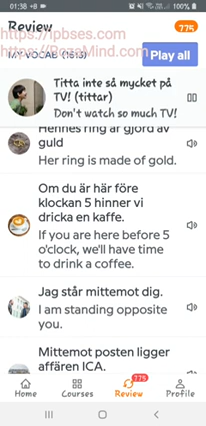 01:38
100%
https://lpbses.com
Review
775
https://BozaMind.com
MY VOCAB (1613)
Play all
Titta inte så mycket på
TV! (tittar)
Don't watch so much TV!
Hennes ring är gjord av
guld
Her ring is made of gold.
Om du är här före
klockan 5 hinner vi
dricka en kaffe.
If you are here before 5
o'clock, we'll have time
to drink a coffee.
Jag står mittemot dig.
I am standing opposite
you.
Mittemot posten ligger
affären ICA.
775
Home
Courses
Review
Profile